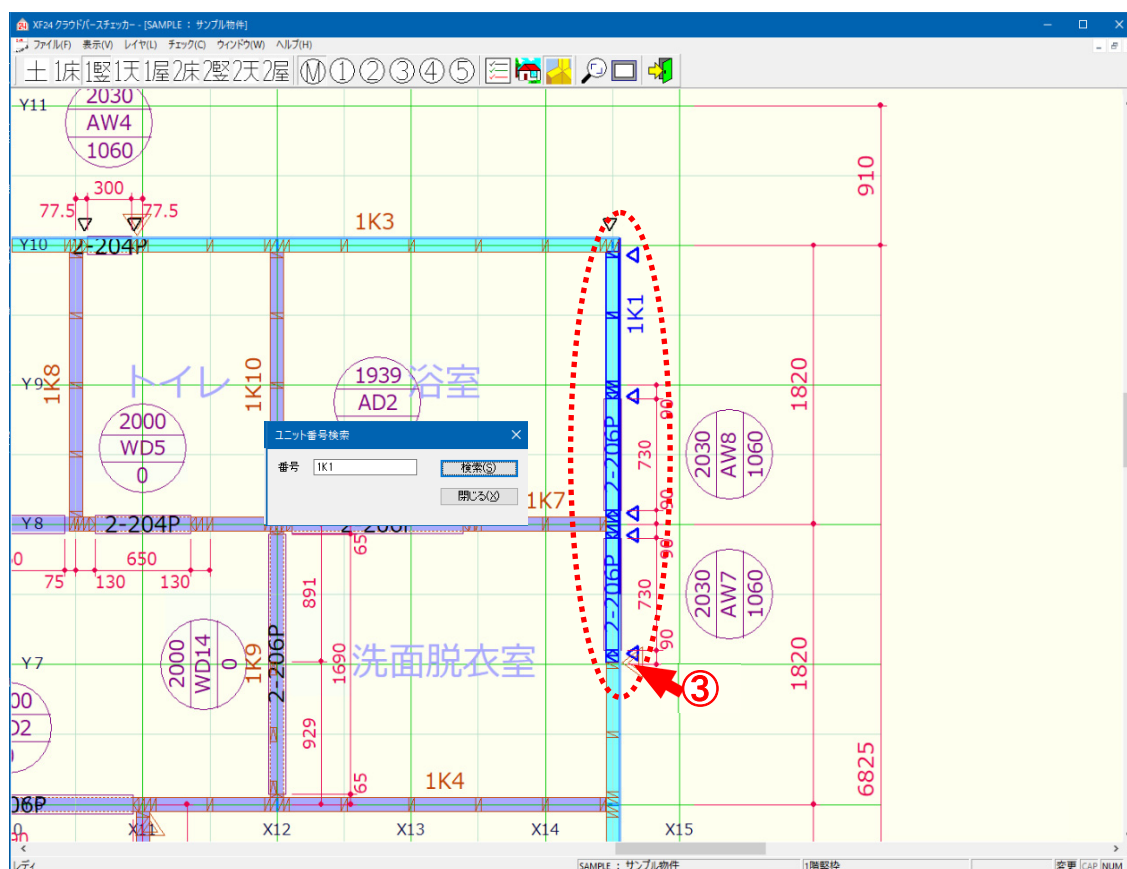 XF24 クラウドパースチェッカー - [SAMPLE ： サンプル物件]
ファイル(F) 表示(V) レイヤ(L) チェック(C) ウィンドウ(W) ヘルプ(H)
土 1床 1竪 1天 1屋 2床 2竪 2天 2屋 Ⓜ ① ② ③ ④ ⑤
Y11
2030
AW4
1060
910
300
77.5
77.5
1K3
Y10
2-204P
1K1
1820
Y9
1K8
トイレ
1K10
1939
AD2
浴室
90
730
2-206P
2030
AW8
1060
2000
WD5
0
ユニット番号検索
番号
1K1
検索(S)
閉じる(X)
90
1K7
Y8
2-204P
650
75
130
130
65
90
891
730
2-206P
2030
AW7
1060
90
2000
WD14
0
1K9
2-206P
1690
洗面脱衣室
Y7
③
1820
929
65
1K4
6825
06P
X11
X12
X13
X14
X15
レディ
SAMPLE ： サンプル物件
1階竪枠
変更
CAP
NUM